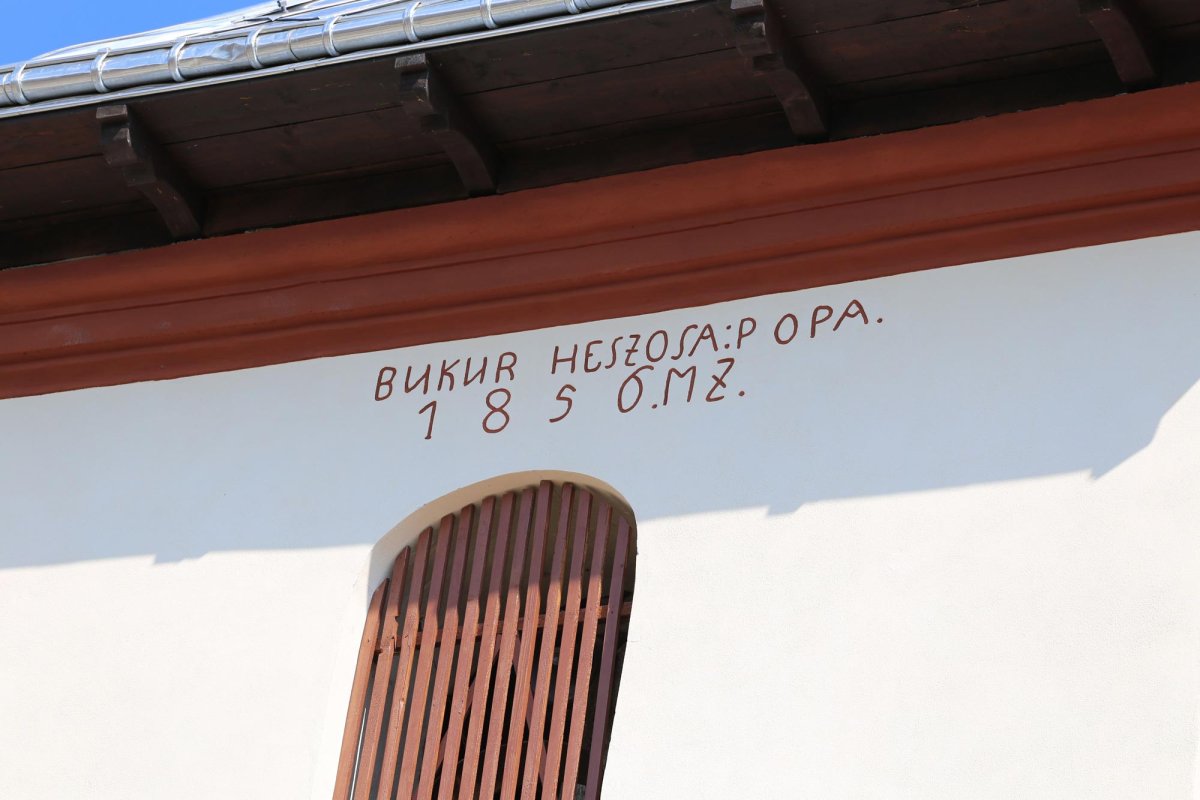 BUKUR HESZOSA:P OPA.
1 8 5 6.MZ.